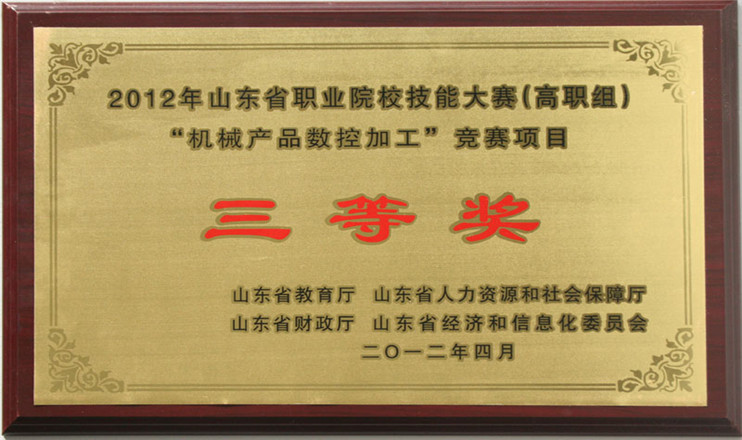 2012年山东省职业院校技能大赛(高职组)
“机械产品数控加工”竞赛项目
三等奖
山东省教育厅 山东省人力资源和社会保障厅
山东省财政厅 山东省经济和信息化委员会
二〇一二年四月